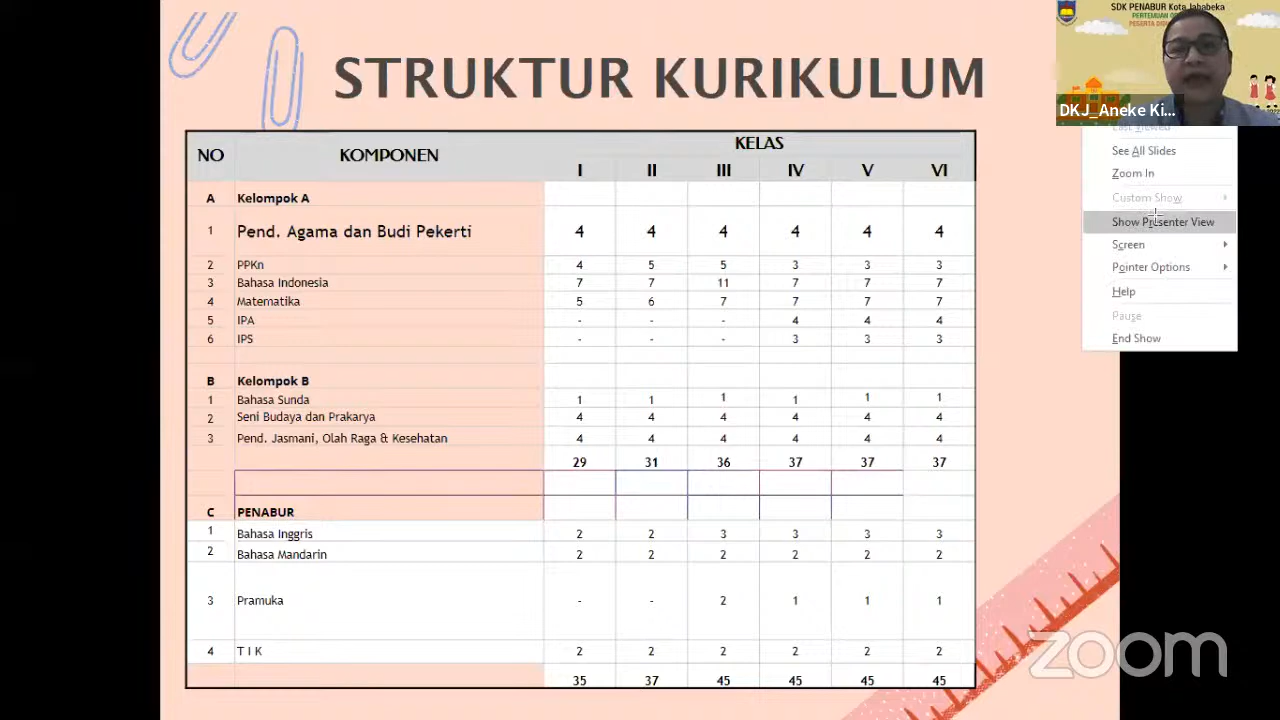 STRUKTUR KURIKULUM
SDK PENABUR Kota Jababeka
DKJ_Aneke Ki...
Last Viewed
See All Slides
Zoom In
Custom Show
Show Presenter View
Screen
Pointer Options
Help
Pause
End Show
NO KOMPONEN KELAS
I II III IV V VI
A Kelompok A
1 Pend. Agama dan Budi Pekerti 4 4 4 4 4 4
2 PPKn 4 5 5 3 3 3
3 Bahasa Indonesia 7 7 11 7 7 7
4 Matematika 5 6 7 7 7 7
5 IPA - - - 4 4 4
6 IPS - - - 3 3 3
B Kelompok B
1 Bahasa Sunda 1 1 1 1 1 1
2 Seni Budaya dan Prakarya 4 4 4 4 4 4
3 Pend. Jasmani, Olah Raga & Kesehatan 4 4 4 4 4 4
29 31 36 37 37 37
C PENABUR
1 Bahasa Inggris 2 2 3 3 3 3
2 Bahasa Mandarin 2 2 2 2 2 2
3 Pramuka - - 2 1 1 1
4 T I K 2 2 2 2 2 2
35 37 45 45 45 45
zoom